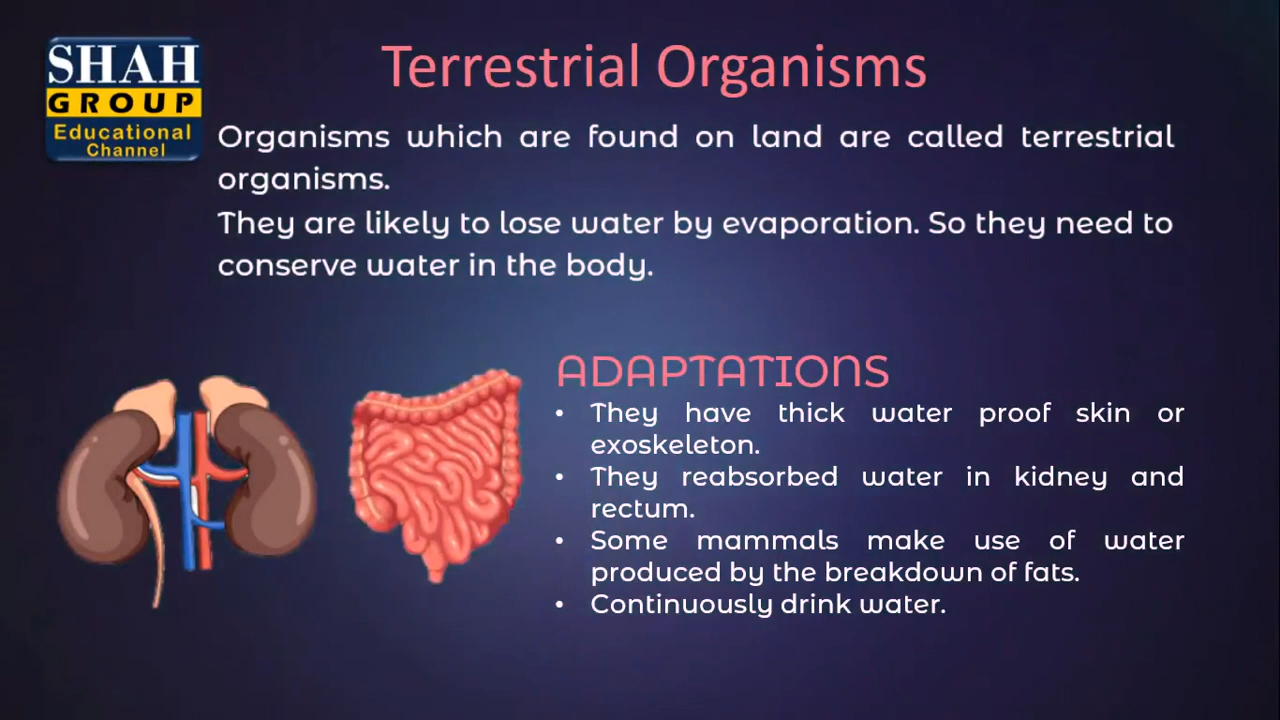 SHAH
GROUP
Educational
Channel
Terrestrial Organisms
Organisms which are found on land are called terrestrial
organisms.
They are likely to lose water by evaporation. So they need to
conserve water in the body.
ADAPTATIONS
• They have thick water proof skin or
exoskeleton.
• They reabsorbed water in kidney and
rectum.
• Some mammals make use of water
produced by the breakdown of fats.
• Continuously drink water.